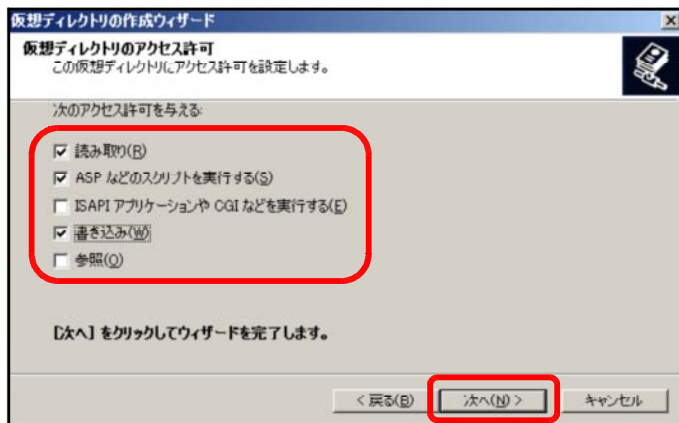 仮想ディレクトリの作成ウィザード
仮想ディレクトリのアクセス許可
この仮想ディレクトリにアクセス許可を設定します。
次のアクセス許可を与える:
読み取り(R)
ASP などのスクリプトを実行する(S)
ISAPI アプリケーションや CGI などを実行する(E)
書き込み(W)
参照(O)
[次へ] をクリックしてウィザードを完了します。
< 戻る(B)
次へ(N) >
キャンセル